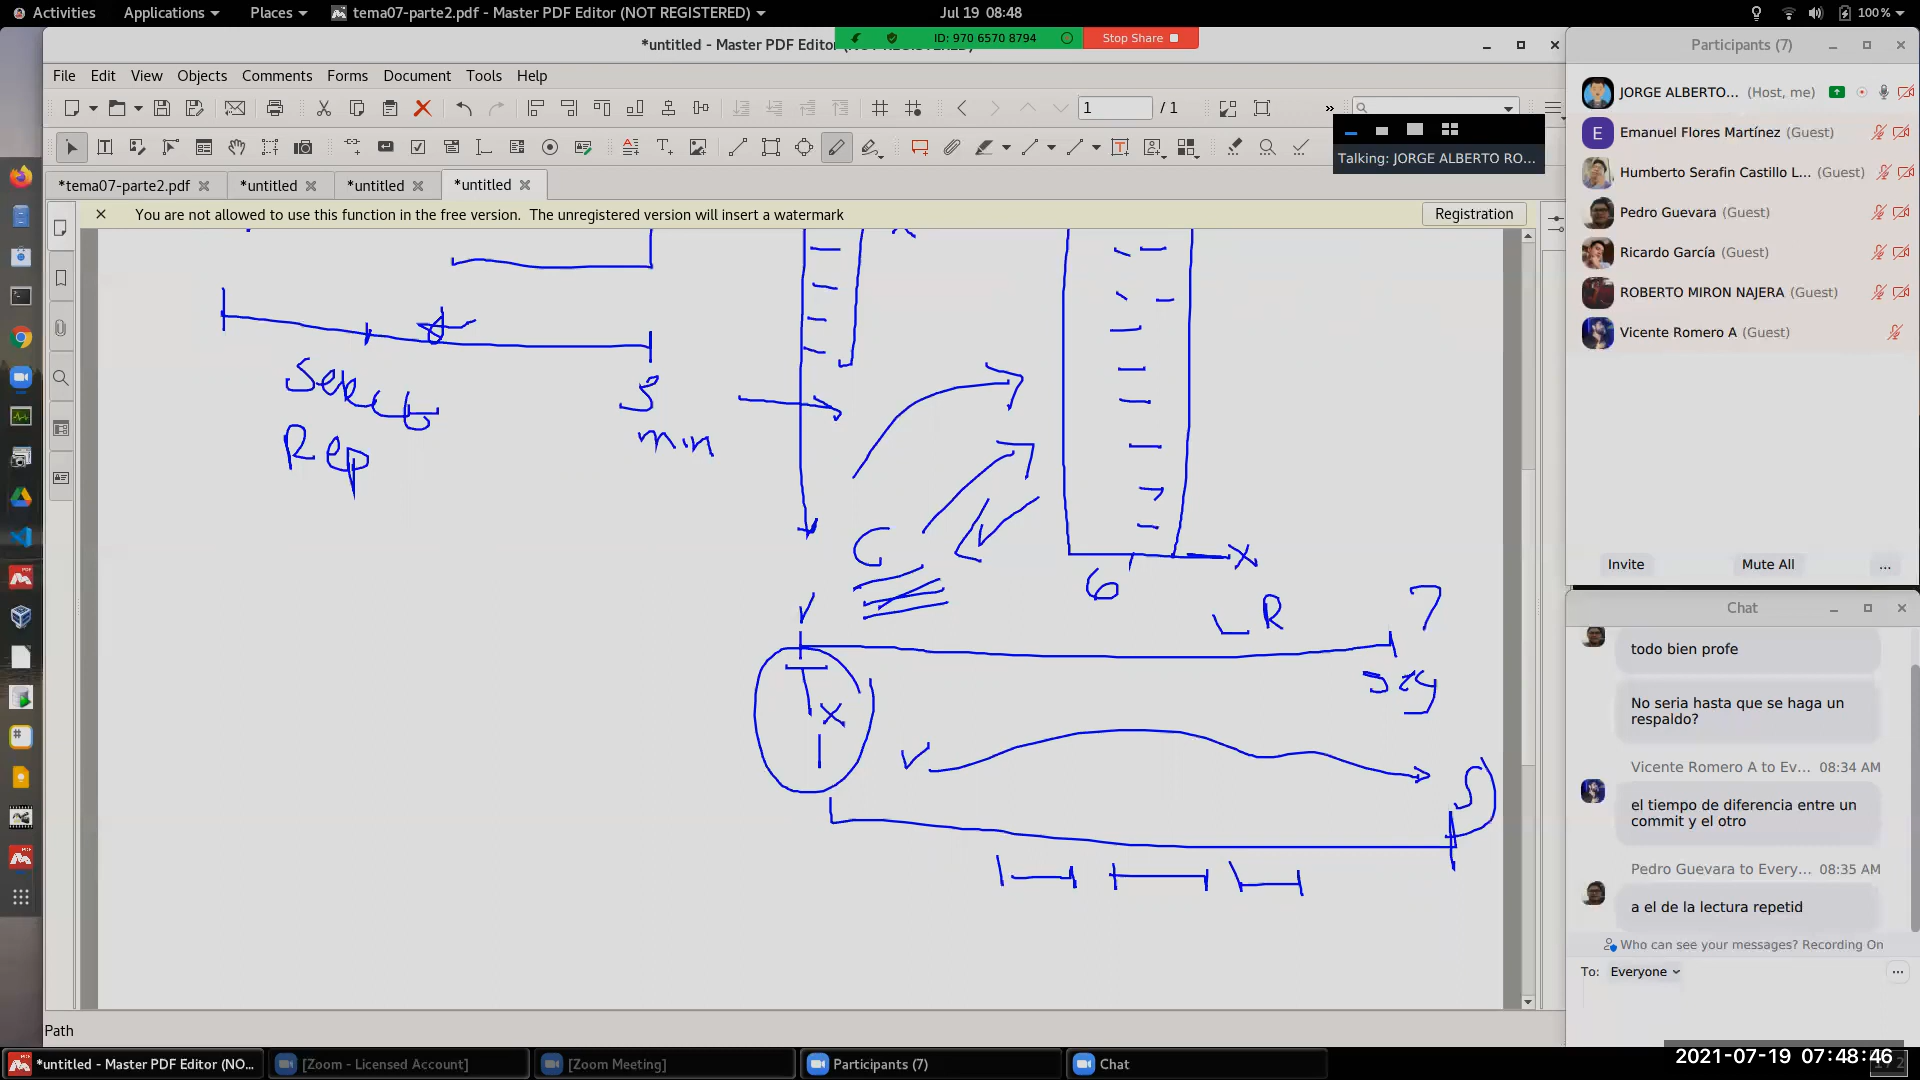 Activities Applications Places tema07-parte2.pdf - Master PDF Editor (NOT REGISTERED) Jul 19 08:48 100%
*untitled - Master PDF Editor
ID: 970 6570 8794 Stop Share
File Edit View Objects Comments Forms Document Tools Help
1 / 1
Talking: JORGE ALBERTO RO...
*tema07-parte2.pdf *untitled *untitled *untitled
You are not allowed to use this function in the free version. The unregistered version will insert a watermark Registration
Selecto
Rep
min
C
6
X
R
7
seg
X
Path
Participants (7)
JORGE ALBERTO... (Host, me)
E Emanuel Flores Martínez (Guest)
Humberto Serafin Castillo L... (Guest)
Pedro Guevara (Guest)
Ricardo García (Guest)
ROBERTO MIRON NAJERA (Guest)
Vicente Romero A (Guest)
Invite Mute All ...
Chat
todo bien profe
No seria hasta que se haga un
respaldo?
Vicente Romero A to Ev... 08:34 AM
el tiempo de diferencia entre un
commit y el otro
Pedro Guevara to Every... 08:35 AM
a el de la lectura repetid
Who can see your messages? Recording On
To: Everyone
*untitled - Master PDF Editor (NO... [Zoom - Licensed Account] [Zoom Meeting] Participants (7) Chat
2021-07-19 07:48:46